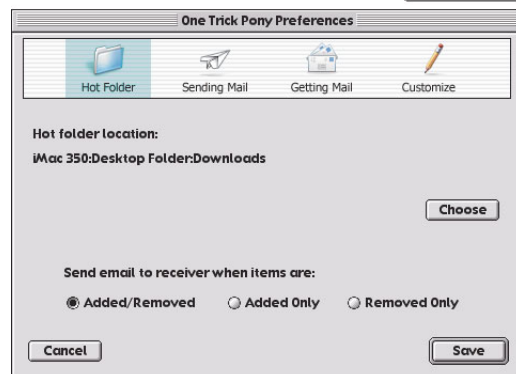 One Trick Pony Preferences
Hot Folder Sending Mail Getting Mail Customize
Hot folder location:
iMac 350:Desktop Folder:Downloads
Choose
Send email to receiver when items are:
Added/Removed Added Only Removed Only
Cancel Save